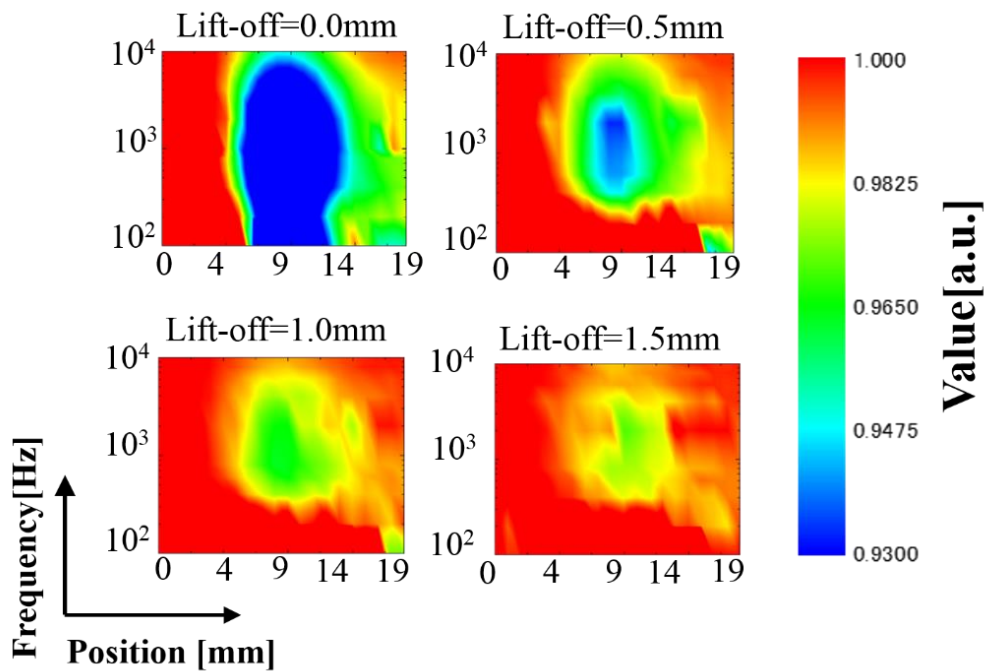 Lift-off=0.0mm
Lift-off=0.5mm
10⁴
10³
10²
0 4 9 14 19
10⁴
10³
10²
0 4 9 14 19
Lift-off=1.0mm
Lift-off=1.5mm
10⁴
10³
10²
0 4 9 14 19
10⁴
10³
10²
0 4 9 14 19
1.000
0.9825
0.9650
0.9475
0.9300
Value[a.u.]
Frequency[Hz]
Position [mm]